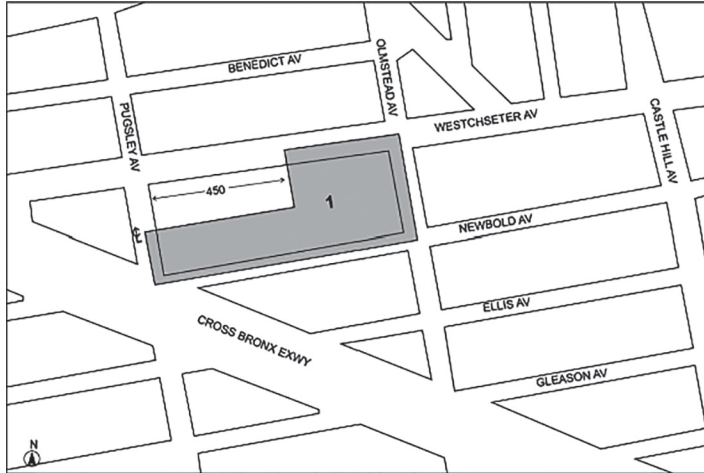 BENEDICT AV
OLMSTEAD AV
PUGSLEY AV
WESTCHSETER AV
CASTLE HILL AV
450
1
NEWBOLD AV
ELLIS AV
CROSS BRONX EXWY
GLEASON AV
N